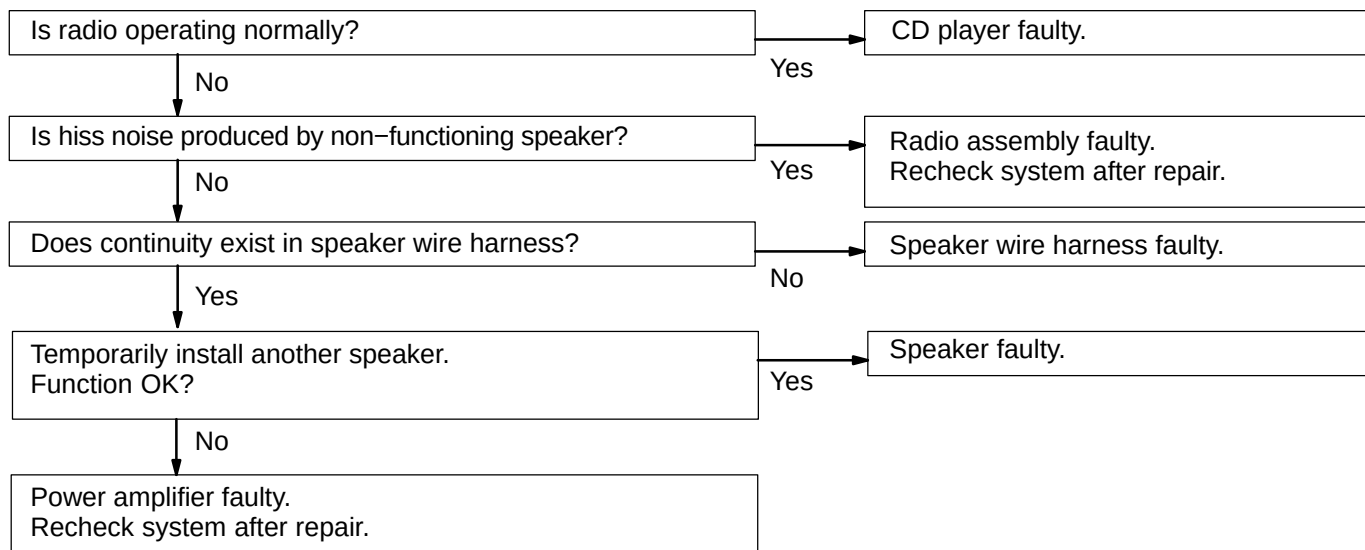 Is radio operating normally?
Yes
CD player faulty.
No
Is hiss noise produced by non−functioning speaker?
Yes
Radio assembly faulty.
Recheck system after repair.
No
Does continuity exist in speaker wire harness?
No
Speaker wire harness faulty.
Yes
Temporarily install another speaker.
Function OK?
Yes
Speaker faulty.
No
Power amplifier faulty.
Recheck system after repair.